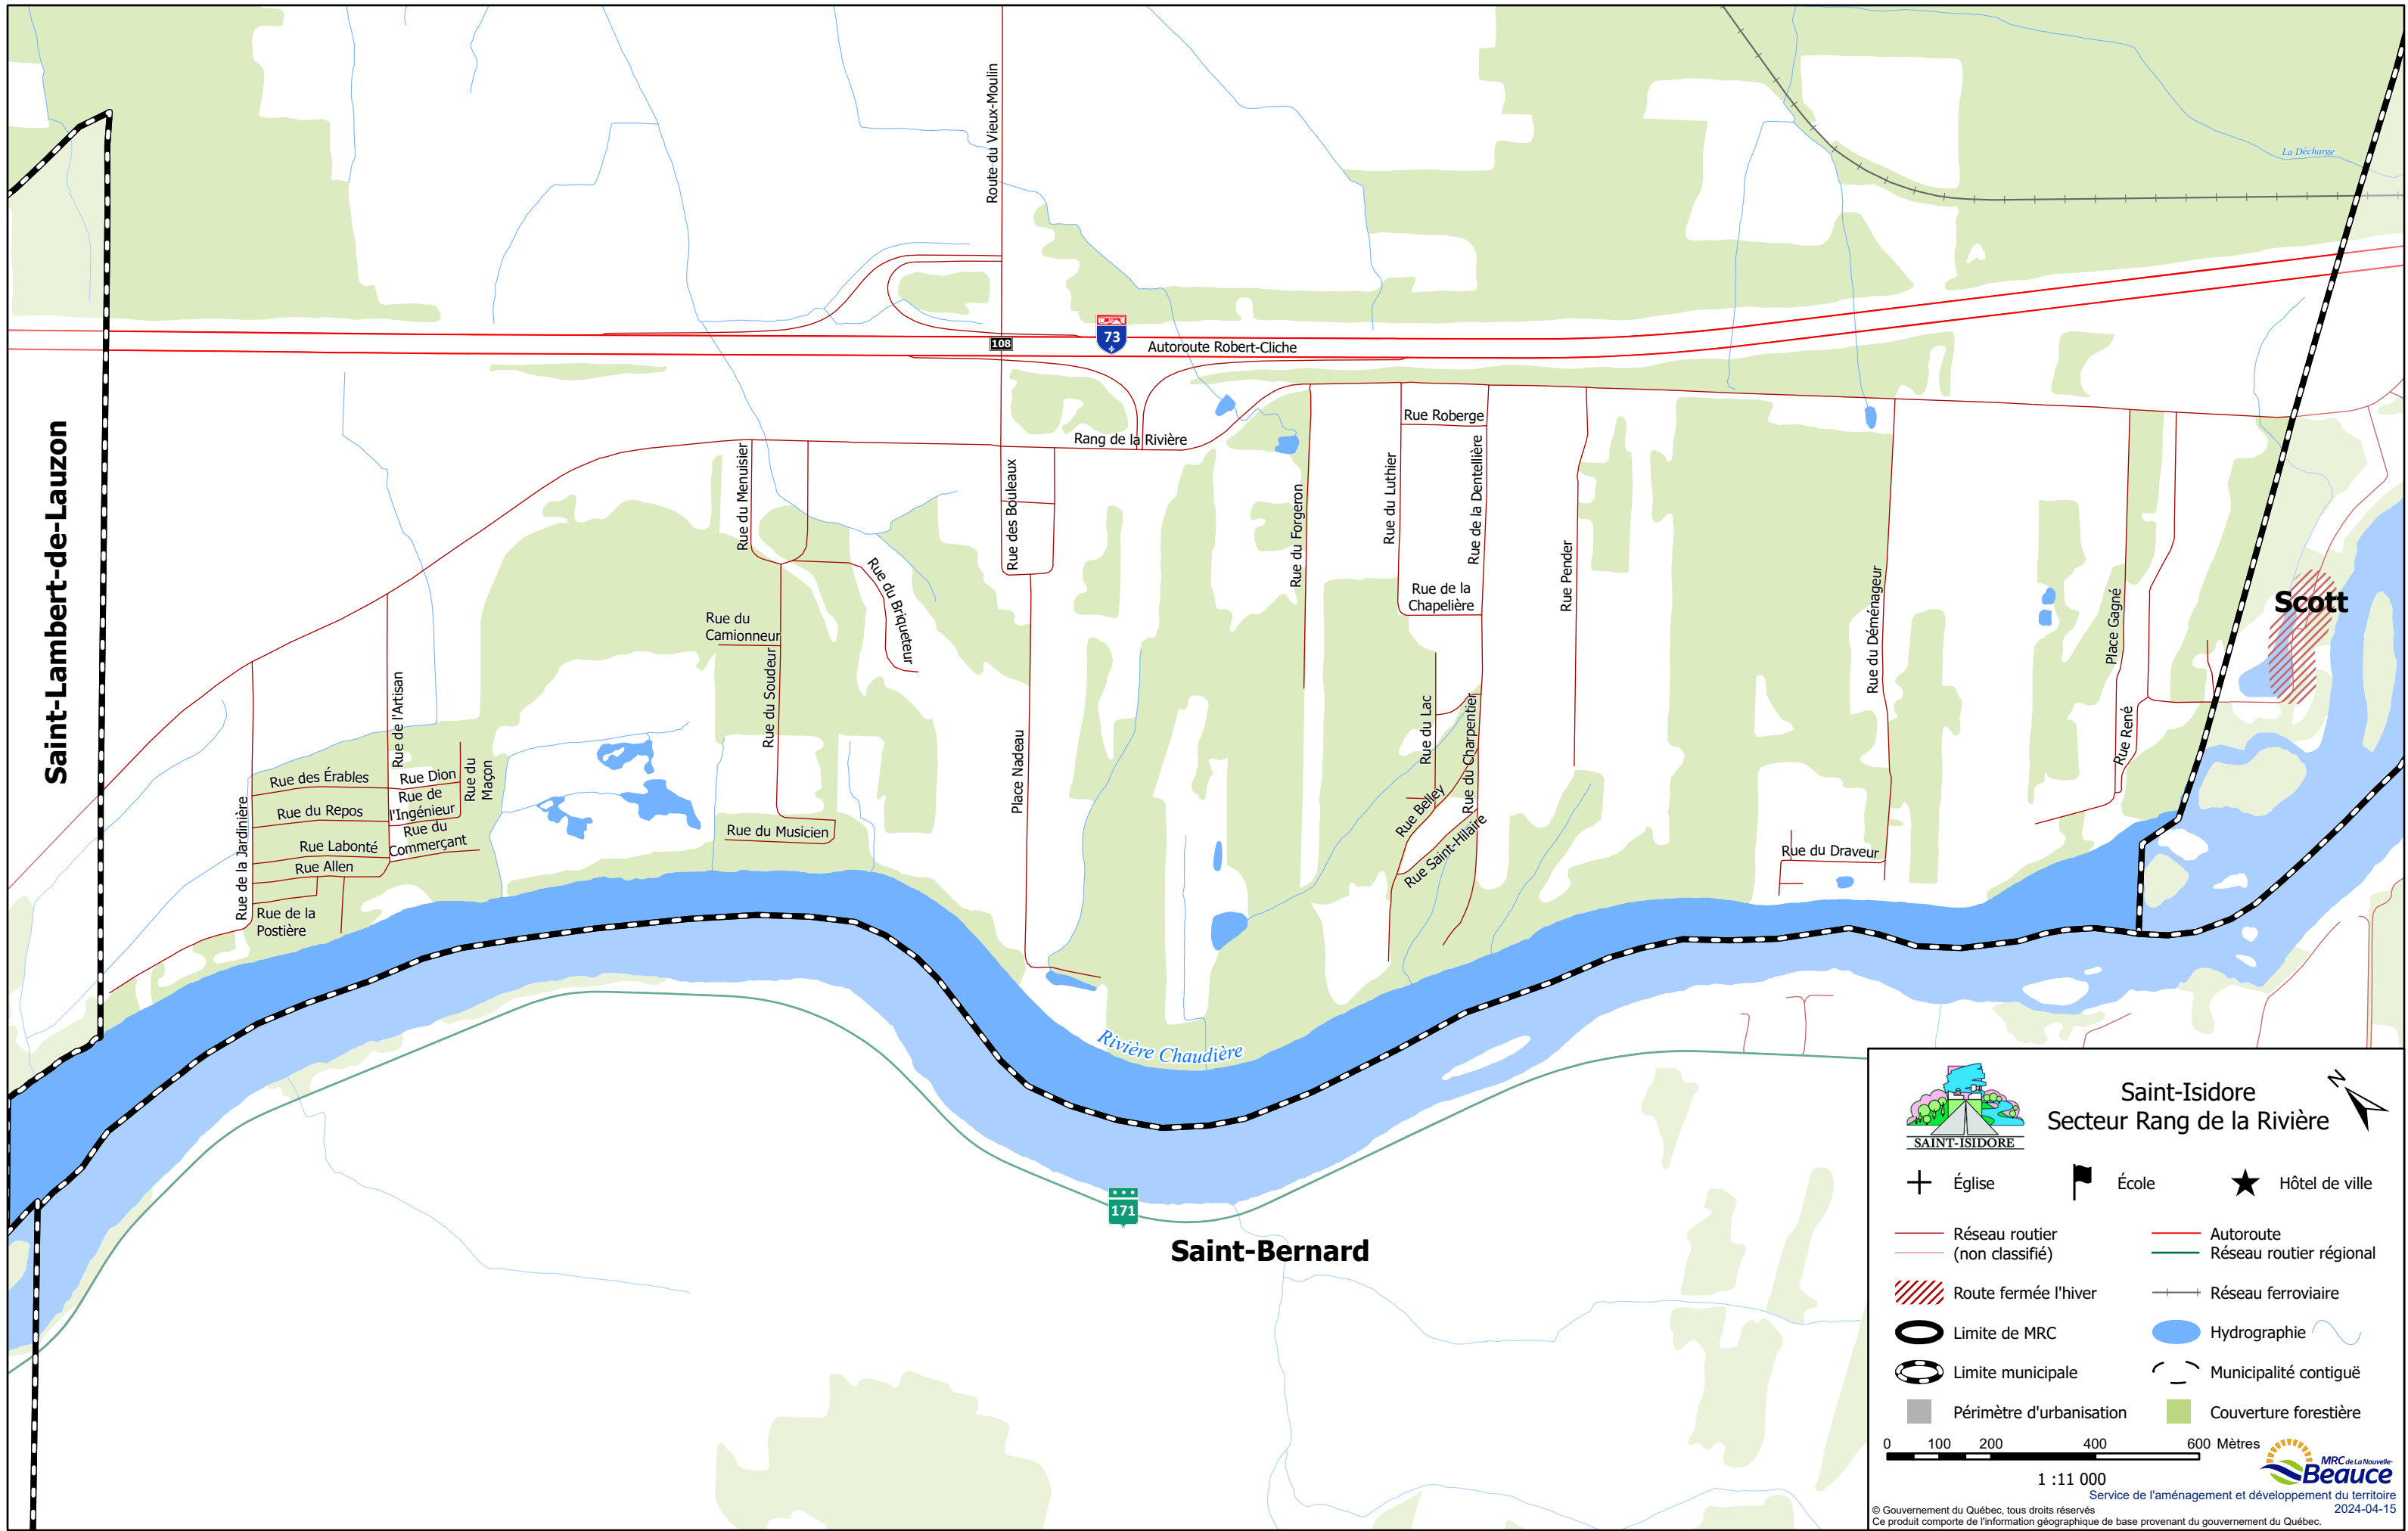 Route du Vieux-Moulin
La Décharge
108
73
Autoroute Robert-Cliche
Saint-Lambert-de-Lauzon
Rang de la Rivière
Rue Roberge
Rue du Menuisier
Rue des Bouleaux
Rue du Forgeron
Rue du Luthier
Rue de la Dentellière
Rue Pender
Rue du Déménageur
Place Gagné
Scott
Rue du Briqueteur
Rue de la
Chapelière
Rue du
Camionneur
Rue du Soudeur
Rue de l'Artisan
Rue du Lac
Rue du Charpentier
Rue René
Place Nadeau
Rue des Érables
Rue Dion
Rue du
Maçon
Rue du Repos
Rue de
l'Ingénieur
Rue du
Commerçant
Rue Labonté
Rue Allen
Rue de la Jardinière
Rue de la
Postière
Rue du Musicien
Rue Belley
Rue Saint-Hilaire
Rue du Draveur
Rivière Chaudière
171
Saint-Bernard
SAINT-ISIDORE
Saint-Isidore
Secteur Rang de la Rivière
N
Église
École
Hôtel de ville
Réseau routier
(non classifié)
Autoroute
Réseau routier régional
Route fermée l'hiver
Réseau ferroviaire
Limite de MRC
Hydrographie
Limite municipale
Municipalité contiguë
Périmètre d'urbanisation
Couverture forestière
0 100 200 400 600 Mètres
1 :11 000
MRC de La Nouvelle-
Beauce
Service de l'aménagement et développement du territoire
© Gouvernement du Québec, tous droits réservés
2024-04-15
Ce produit comporte de l'information géographique de base provenant du gouvernement du Québec.